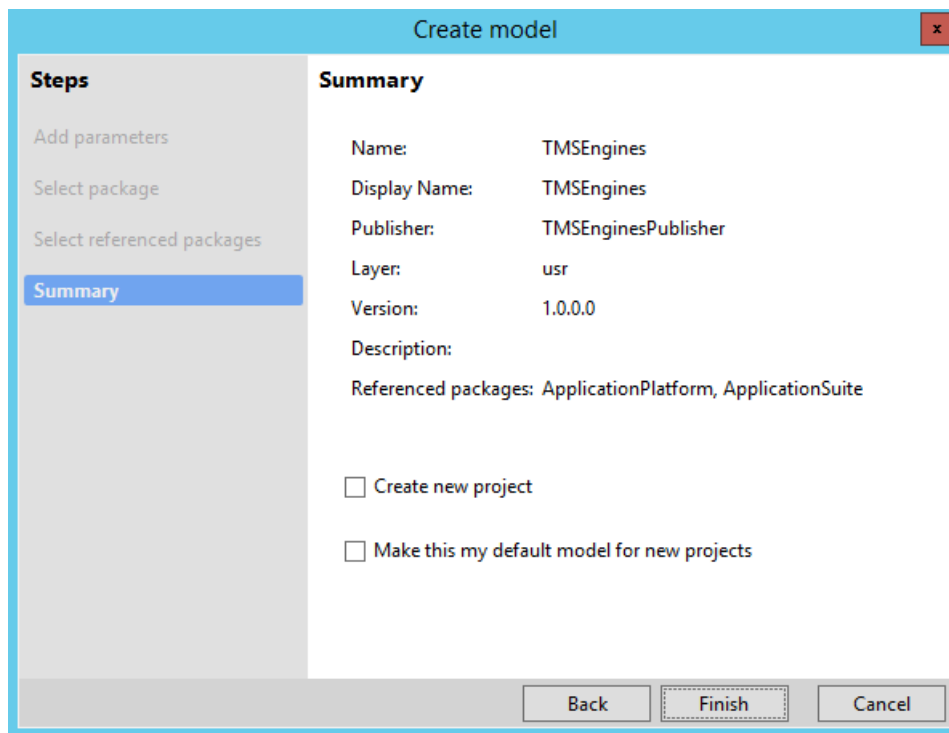 Create model
x
Steps
Add parameters
Select package
Select referenced packages
Summary
Summary
Name: TMSEngines
Display Name: TMSEngines
Publisher: TMSEnginesPublisher
Layer: usr
Version: 1.0.0.0
Description:
Referenced packages: ApplicationPlatform, ApplicationSuite
Create new project
Make this my default model for new projects
Back Finish Cancel